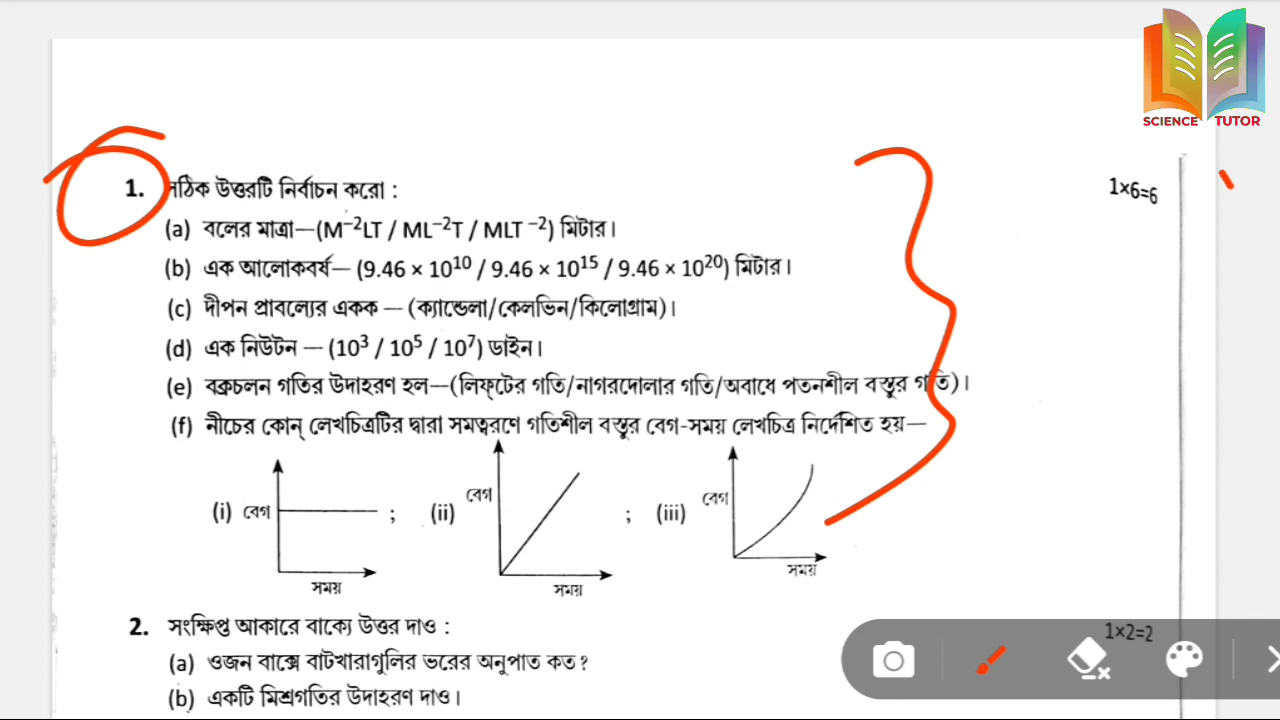 SCIENCE TUTOR
1. সঠিক উত্তরটি নির্বাচন করো : 1×6=6
(a) বলের মাত্রা—(M⁻²LT / ML⁻²T / MLT ⁻²) মিটার।
(b) এক আলোকবর্ষ— (9.46 × 10¹⁰ / 9.46 × 10¹⁵ / 9.46 × 10²⁰) মিটার।
(c) দীপন প্রাবল্যের একক — (ক্যান্ডেলা/কেলভিন/কিলোগ্রাম)।
(d) এক নিউটন — (10³ / 10⁵ / 10⁷) ডাইন।
(e) বক্রচলন গতির উদাহরণ হল—(লিফ্টের গতি/নাগরদোলার গতি/অবাধে পতনশীল বস্তুর গতি)।
(f) নীচের কোন্ লেখচিত্রটির দ্বারা সমত্বরণে গতিশীল বস্তুর বেগ-সময় লেখচিত্র নির্দেশিত হয়—
(i) বেগ ; (ii) বেগ ; (iii) বেগ
সময় সময় সময়
2. সংক্ষিপ্ত আকারে বাক্যে উত্তর দাও : 1×2=2
(a) ওজন বাক্সে বাটখারাগুলির ভরের অনুপাত কত?
(b) একটি মিশ্রগতির উদাহরণ দাও।